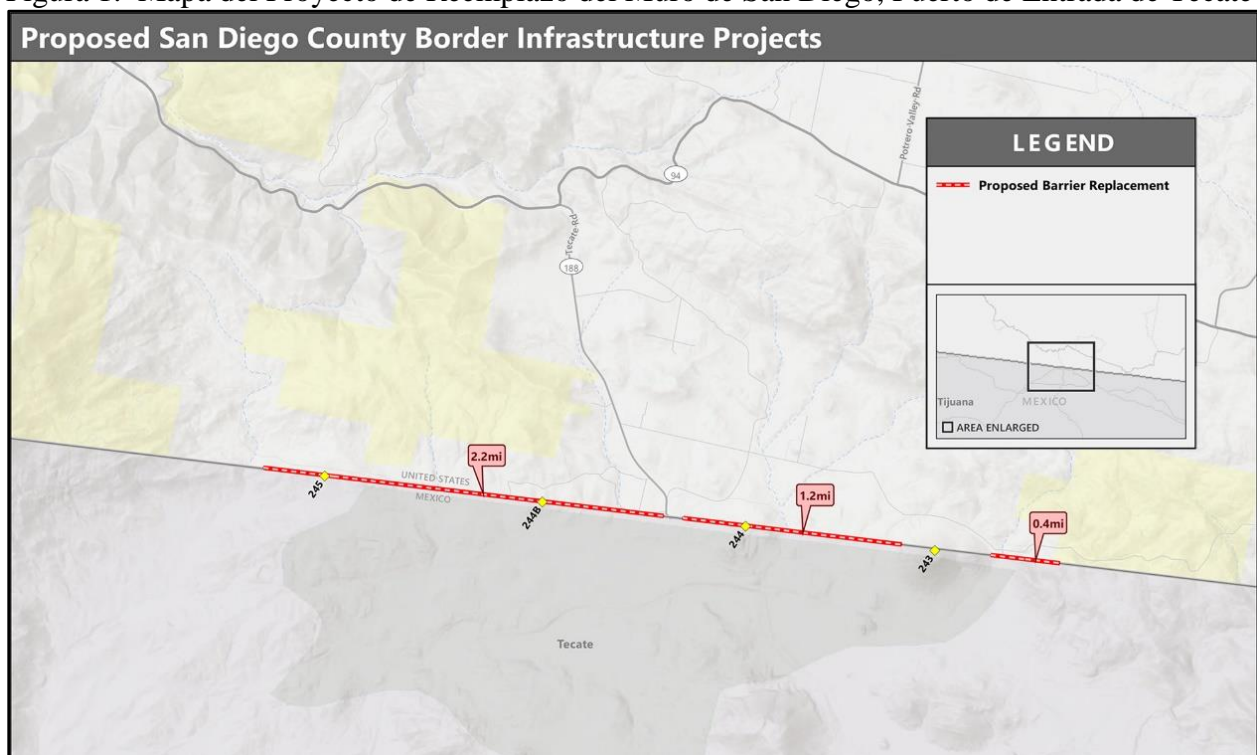 Figura 1. Mapa del Proyecto de Reemplazo del Muro de San Diego, Puerto de Entrada de Tecate
Proposed San Diego County Border Infrastructure Projects
Potrero Valley Rd
LEGEND
94
Proposed Barrier Replacement
Tecate Rd
188
Tijuana
MEXICO
AREA ENLARGED
2.2mi
UNITED STATES
MEXICO
245
244B
1.2mi
244
0.4mi
243
Tecate